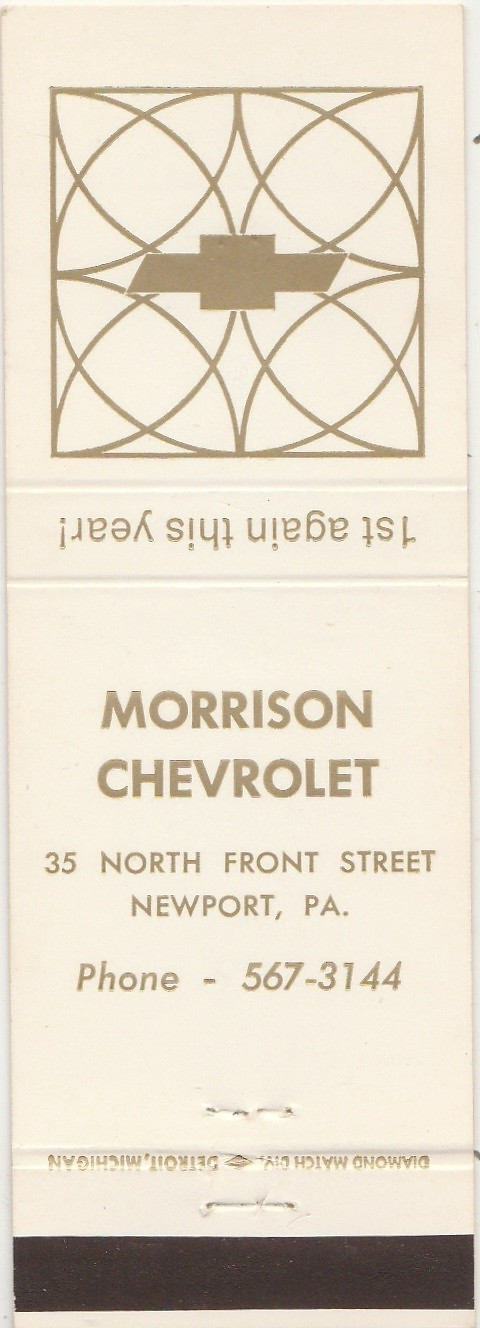 1st again this year!
MORRISON
CHEVROLET
35 NORTH FRONT STREET
NEWPORT, PA.
Phone - 567-3144
DIAMOND MATCH DIV., DETROIT, MICHIGAN